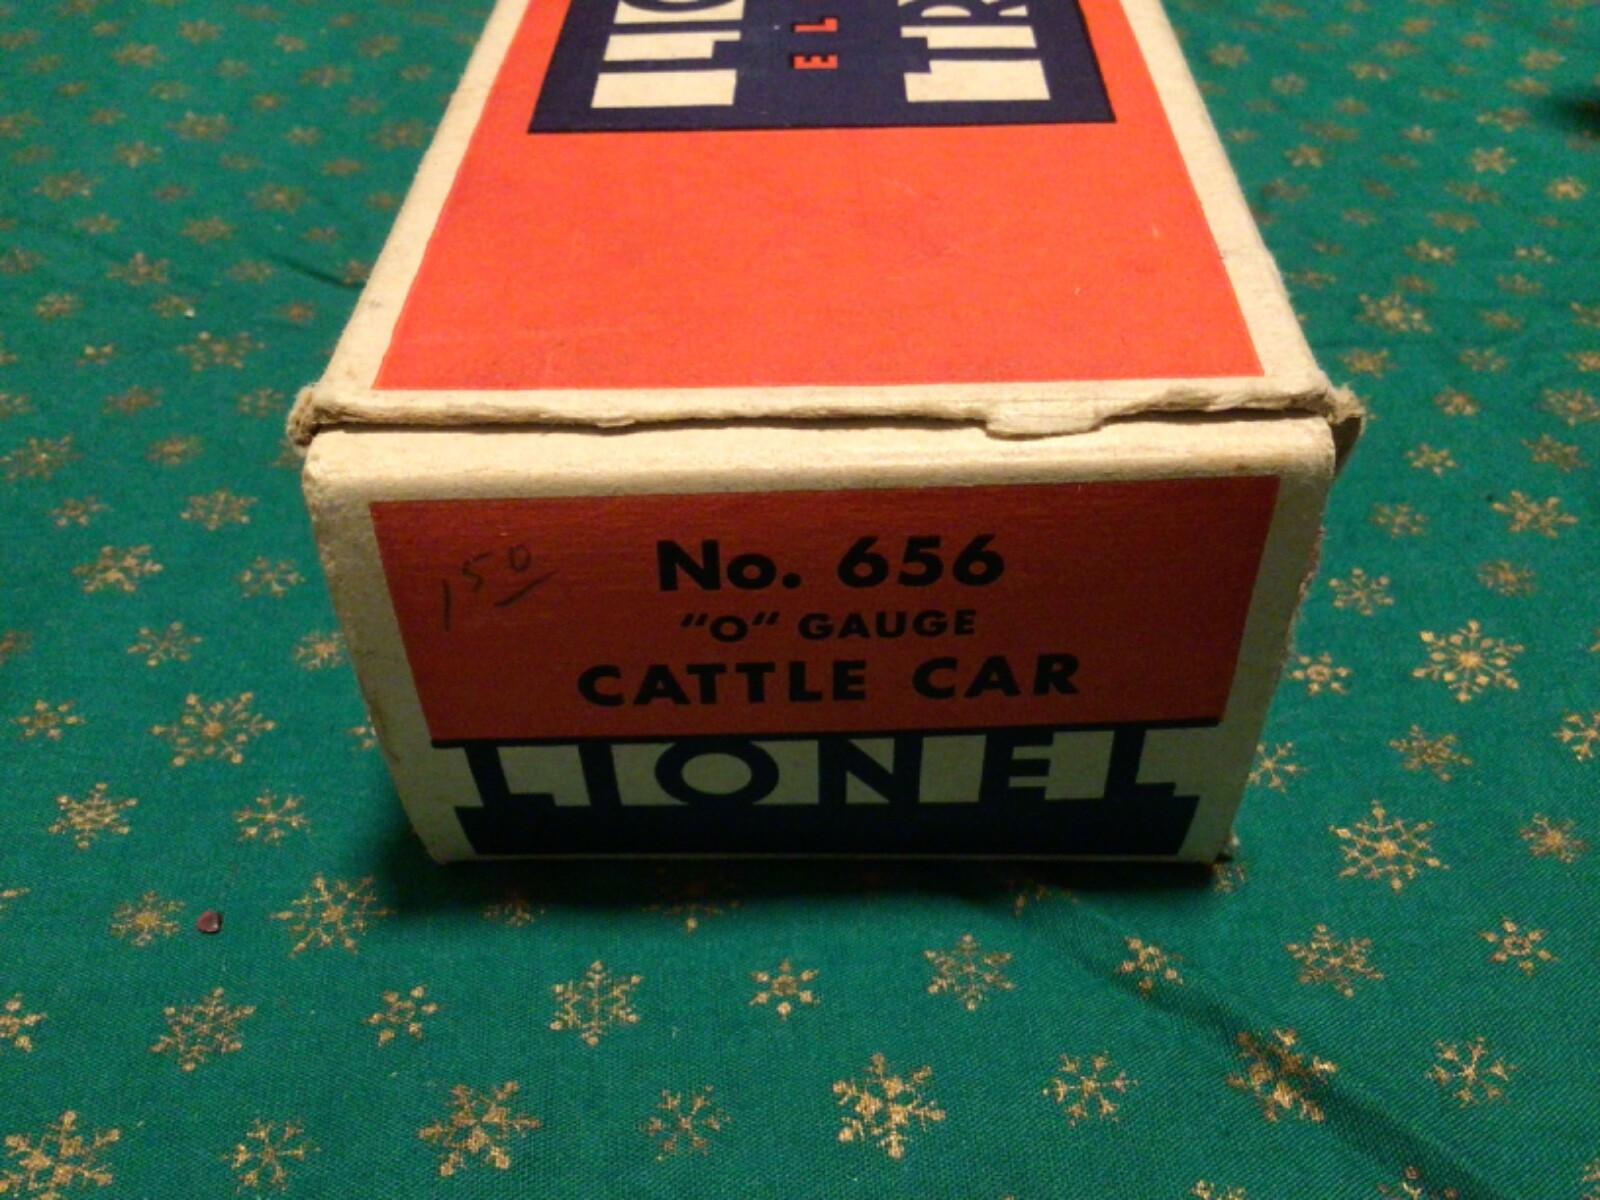 150
No. 656
"O" GAUGE
CATTLE CAR
LIONEL